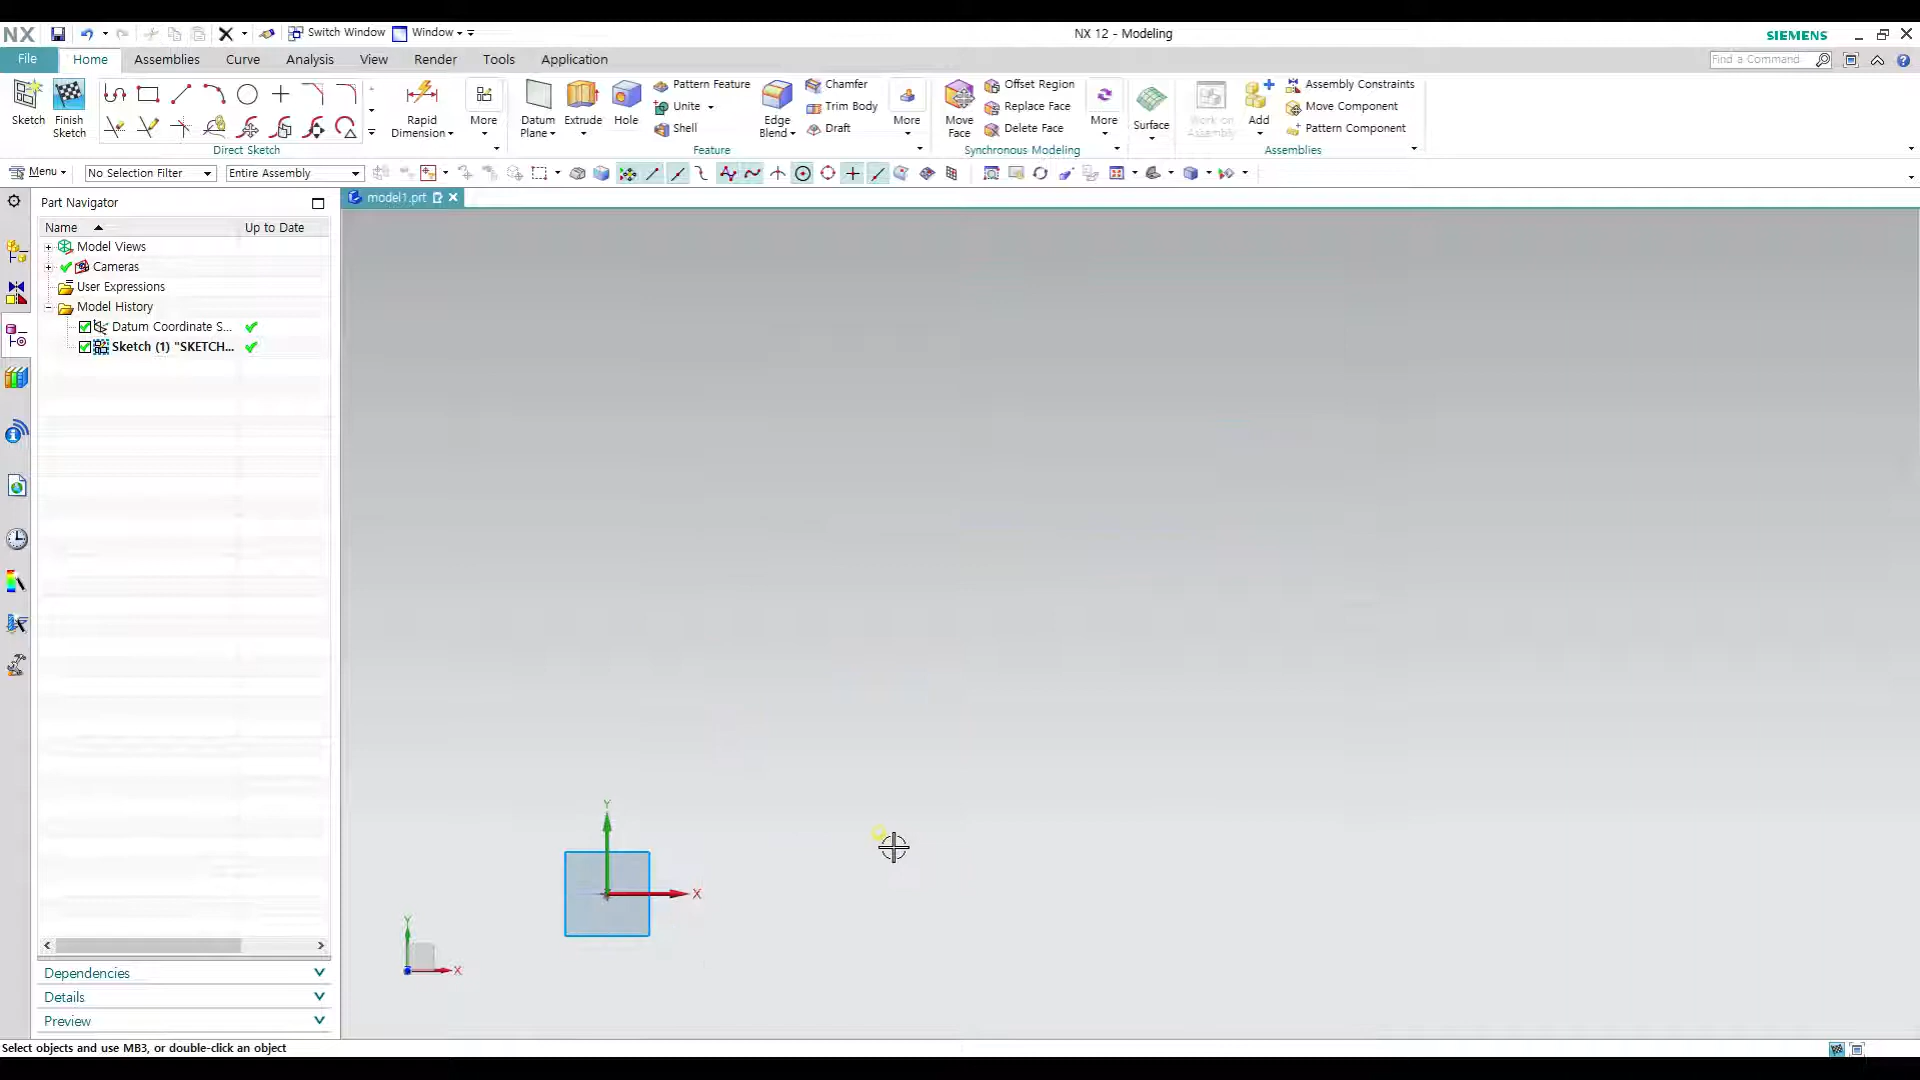 NX Switch Window Window NX 12 - Modeling SIEMENS
File Home Assemblies Curve Analysis View Render Tools Application Find a Command
Sketch Finish Sketch Rapid Dimension More Datum Plane Extrude Hole Pattern Feature Unite Shell Edge Blend Chamfer Trim Body Draft More Move Face Offset Region Replace Face Delete Face More Surface Work on Assembly Add Assembly Constraints Move Component Pattern Component
Direct Sketch Feature Synchronous Modeling Assemblies
Menu No Selection Filter Entire Assembly
Part Navigator model1.prt
Name Up to Date
Model Views
Cameras
User Expressions
Model History
Datum Coordinate S...
Sketch (1) "SKETCH...
Y
X
Y
X
Dependencies
Details
Preview
Select objects and use MB3, or double-click an object